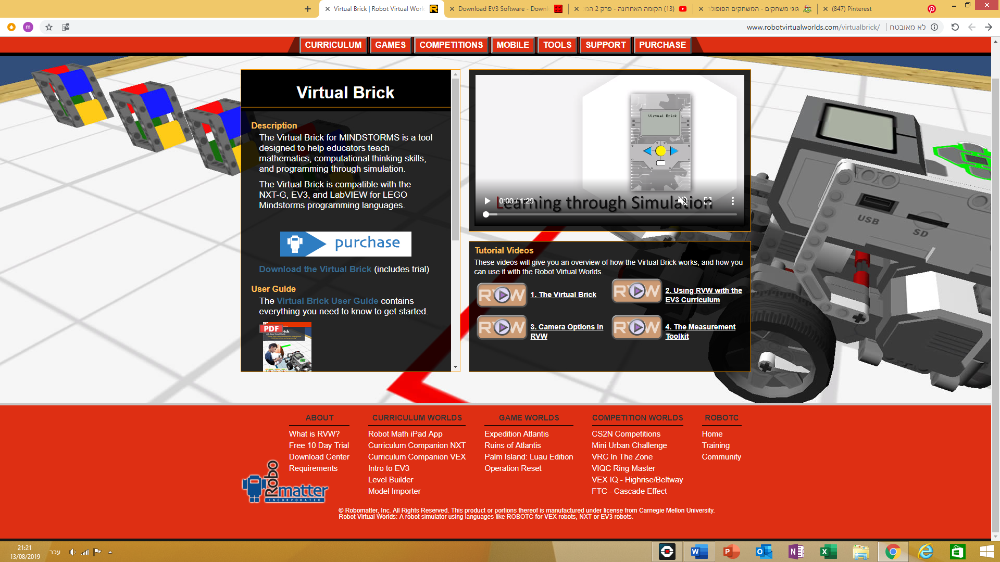 Virtual Brick | Robot Virtual Worl
Download EV3 Software - Downl
(13) הקומה האחרונה - פרק 2 המ
גוגי משחקים - המשחקים הפופולר
(847) Pinterest
m
www.robotvirtualworlds.com/virtualbrick/
לא מאובטח
CURRICULUM
GAMES
COMPETITIONS
MOBILE
TOOLS
SUPPORT
PURCHASE
Virtual Brick
Description
The Virtual Brick for MINDSTORMS is a tool
designed to help educators teach
mathematics, computational thinking skills,
and programming through simulation.
The Virtual Brick is compatible with the
NXT-G, EV3, and LabVIEW for LEGO
Mindstorms programming languages.
purchase
Download the Virtual Brick (includes trial)
User Guide
The Virtual Brick User Guide contains
everything you need to know to get started.
PDF
Virtual Brick
Learning through Simulation
0:00 / 1:29
Tutorial Videos
These videos will give you an overview of how the Virtual Brick works, and how you
can use it with the Robot Virtual Worlds.
RVW
1. The Virtual Brick
RVW
2. Using RVW with the
EV3 Curriculum
RVW
3. Camera Options in
RVW
RVW
4. The Measurement
Toolkit
USB
SD
ABOUT
What is RVW?
Free 10 Day Trial
Download Center
Requirements
CURRICULUM WORLDS
Robot Math iPad App
Curriculum Companion NXT
Curriculum Companion VEX
Intro to EV3
Level Builder
Model Importer
GAME WORLDS
Expedition Atlantis
Ruins of Atlantis
Palm Island: Luau Edition
Operation Reset
COMPETITION WORLDS
CS2N Competitions
Mini Urban Challenge
VRC In The Zone
VIQC Ring Master
VEX IQ - Highrise/Beltway
FTC - Cascade Effect
ROBOTC
Home
Training
Community
Robomatter
INCORPORATED
© Robomatter, Inc. All Rights Reserved. This product or portions thereof is manufactured under license from Carnegie Mellon University.
Robot Virtual Worlds: A robot simulator using languages like ROBOTC for VEX robots, NXT or EV3 robots.
21:21
13/08/2019
עבר